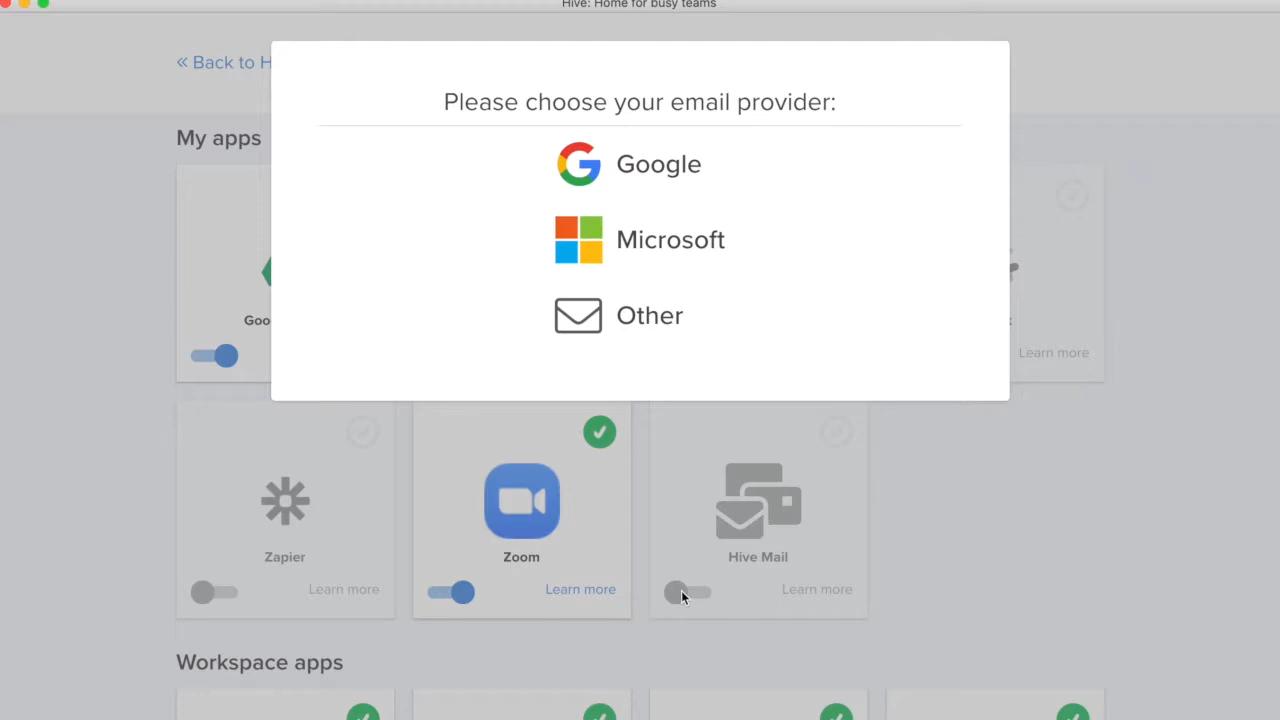 Hive: Home for busy teams
« Back to H
Please choose your email provider:
My apps
Google
Microsoft
Other
Goo
Learn more
Zapier
Zoom
Hive Mail
Learn more
Learn more
Learn more
Workspace apps